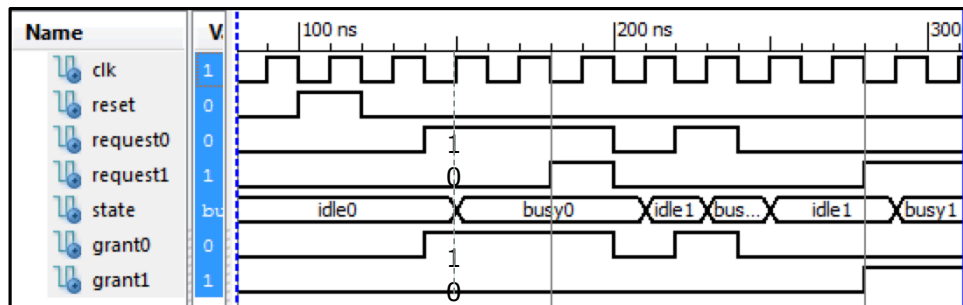 Name V. 100 ns 200 ns 300
clk 1
reset 0
request0 0 1
request1 1 0
state bu idle0 busy0 idle1 bus... idle1 busy1
grant0 0 1
grant1 1 0